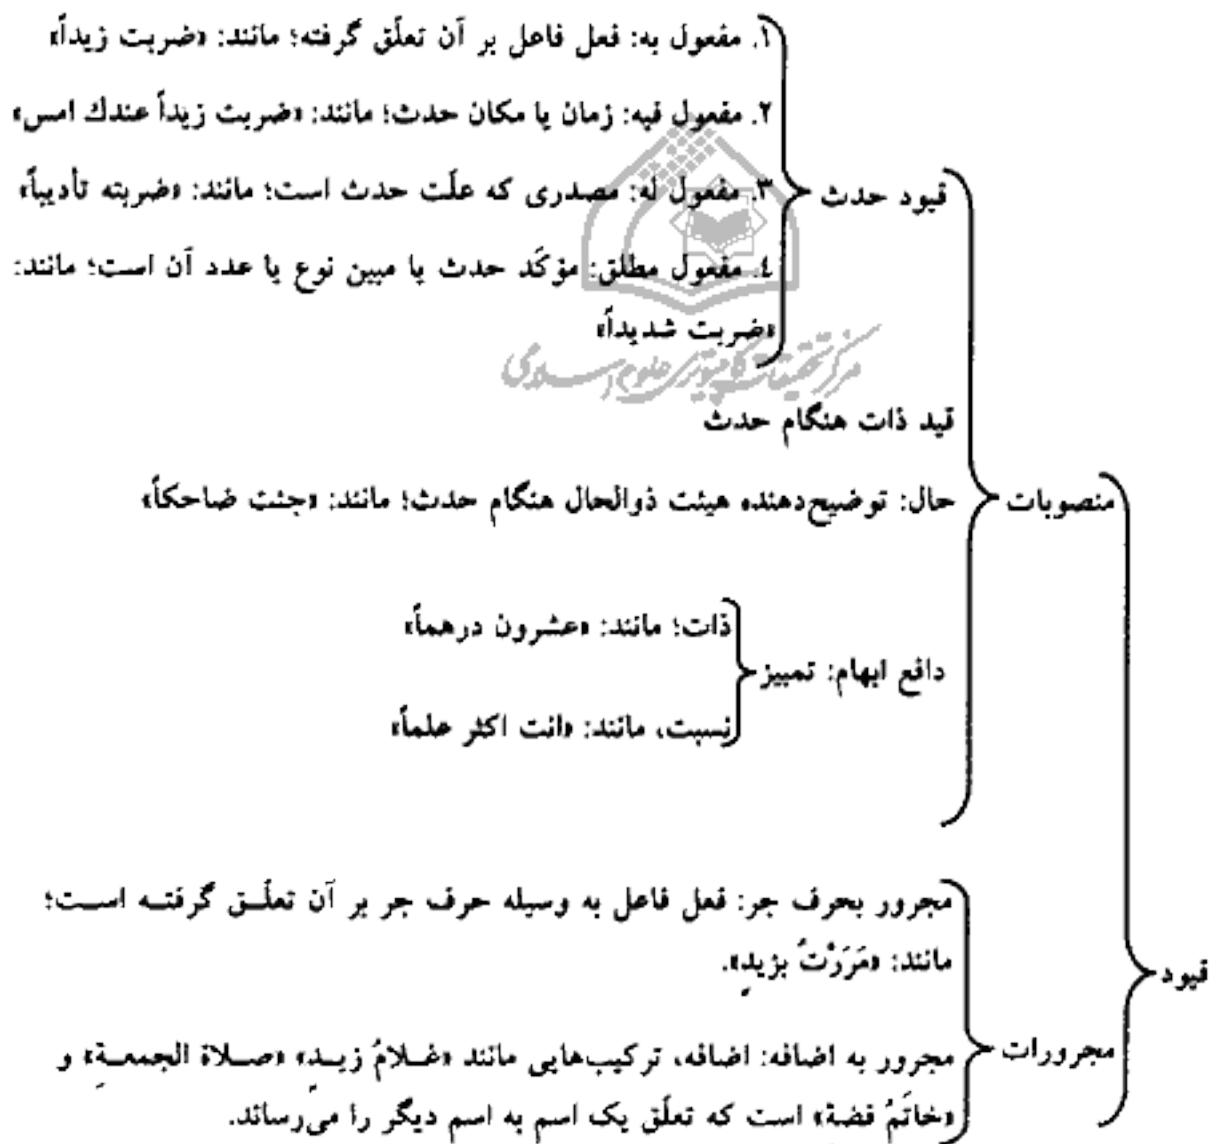 ۱. مفعول به: فعل فاعل بر آن تعلّق گرفته؛ مانند: «ضربت زیداً»
۲. مفعول فیه: زمان یا مکان حدث؛ مانند: «ضربت زیداً عندك امس»
قیود حدث
۳. مفعول له: مصدری که علّت حدث است؛ مانند: «ضربته تأدیباً»
٤. مفعول مطلق: مؤکّد حدث یا مبین نوع یا عدد آن است؛ مانند:
«ضربت شدیداً»
مرکز تحقیقات کامپیوتری علوم اسلامی
قید ذات هنگام حدث
منصوبات
حال: توضیح‌دهنده هیئت ذوالحال هنگام حدث؛ مانند: «جئت ضاحکاً»
ذات؛ مانند: «عشرون درهماً»
دافع ابهام: تمییز
نسبت، مانند: «انت اکثر علماً»
مجرور بحرف جر: فعل فاعل به وسیله حرف جر بر آن تعلّق گرفته است؛
مانند: «مَرَرْتُ بزیدٍ».
قیود
مجرورات
مجرور به اضافه: اضافه، ترکیب‌هایی مانند «غلامُ زیدٍ» «صلاة الجمعةِ» و
«خاتَمُ فضةٍ» است که تعلّق یک اسم به اسم دیگر را می‌رساند.